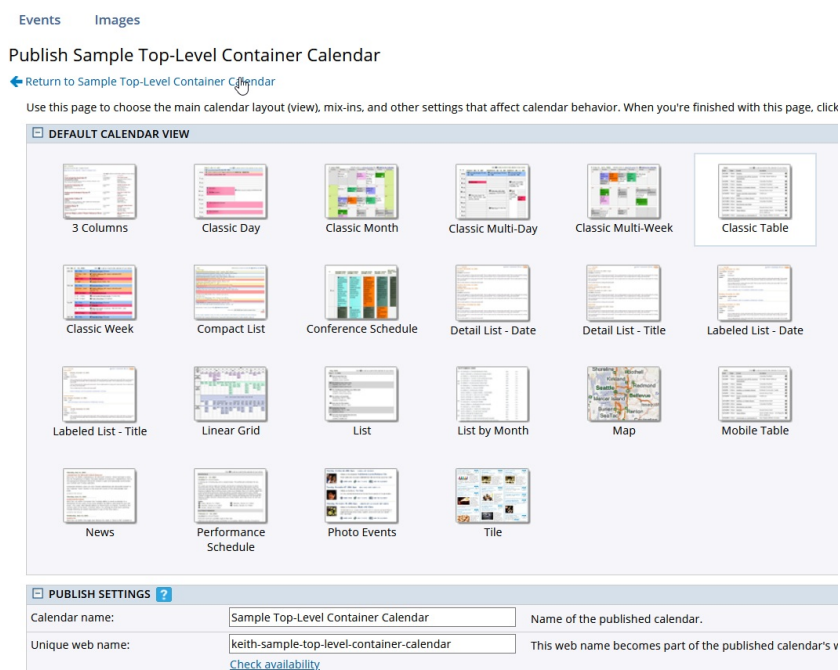 Events Images
Publish Sample Top-Level Container Calendar
Return to Sample Top-Level Container Calendar
Use this page to choose the main calendar layout (view), mix-ins, and other settings that affect calendar behavior. When you're finished with this page, click
DEFAULT CALENDAR VIEW
3 Columns Classic Day Classic Month Classic Multi-Day Classic Multi-Week Classic Table
Classic Week Compact List Conference Schedule Detail List - Date Detail List - Title Labeled List - Date
Seattle
Labeled List - Title Linear Grid List List by Month Map Mobile Table
News Performance Schedule Photo Events Tile
PUBLISH SETTINGS ?
Calendar name: Sample Top-Level Container Calendar Name of the published calendar.
Unique web name: keith-sample-top-level-container-calendar This web name becomes part of the published calendar's
Check availability